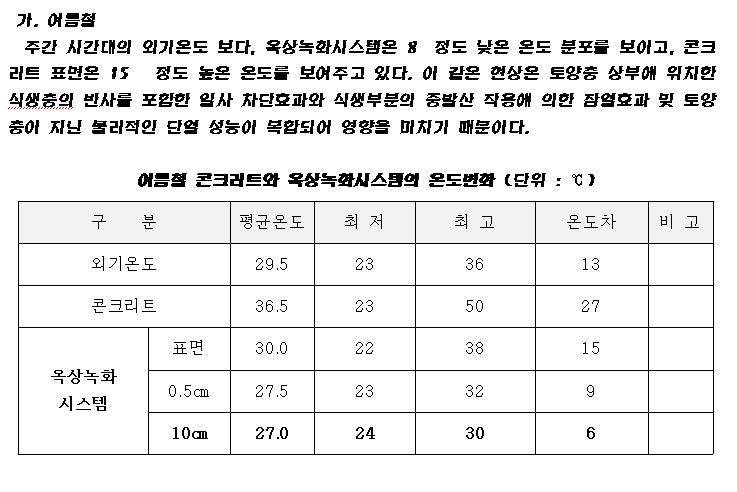 가. 여름철
주간 시간대의 외기온도 보다, 옥상녹화시스템은 8 정도 낮은 온도 분포를 보이고, 콘크
리트 표면은 15 정도 높은 온도를 보여주고 있다. 이 같은 현상은 토양층 상부에 위치한
식생층의 반사를 포함한 일사 차단효과와 식생부분의 증발산 작용에 의한 잠열효과 및 토양
층이 지닌 물리적인 단열 성능이 복합되어 영향을 미치기 때문이다.
여름철 콘크리트와 옥상녹화시스템의 온도변화 (단위 : ℃)
구 분 평균온도 최 저 최 고 온도차 비 고
외기온도 29.5 23 36 13
콘크리트 36.5 23 50 27
옥상녹화 시스템 표면 30.0 22 38 15
0.5㎝ 27.5 23 32 9
10㎝ 27.0 24 30 6